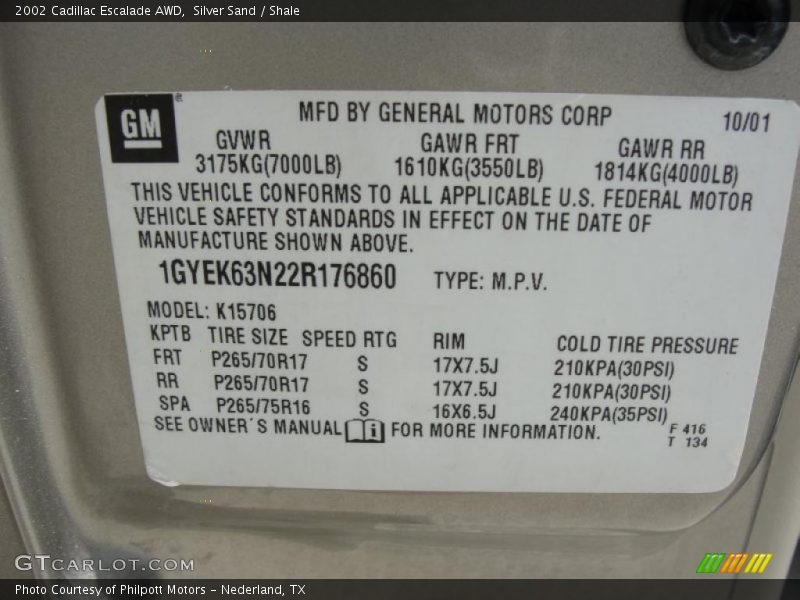 2002 Cadillac Escalade AWD, Silver Sand / Shale
GM ®
MFD BY GENERAL MOTORS CORP 10/01
GVWR GAWR FRT GAWR RR
3175KG(7000LB) 1610KG(3550LB) 1814KG(4000LB)
THIS VEHICLE CONFORMS TO ALL APPLICABLE U.S. FEDERAL MOTOR
VEHICLE SAFETY STANDARDS IN EFFECT ON THE DATE OF
MANUFACTURE SHOWN ABOVE.
1GYEK63N22R176860 TYPE: M.P.V.
MODEL: K15706
KPTB TIRE SIZE SPEED RTG RIM COLD TIRE PRESSURE
FRT P265/70R17 S 17X7.5J 210KPA(30PSI)
RR P265/70R17 S 17X7.5J 210KPA(30PSI)
SPA P265/75R16 S 16X6.5J 240KPA(35PSI)
SEE OWNER´S MANUAL i FOR MORE INFORMATION.
F 416
T 134
GTCARLOT.COM
Photo Courtesy of Philpott Motors - Nederland, TX